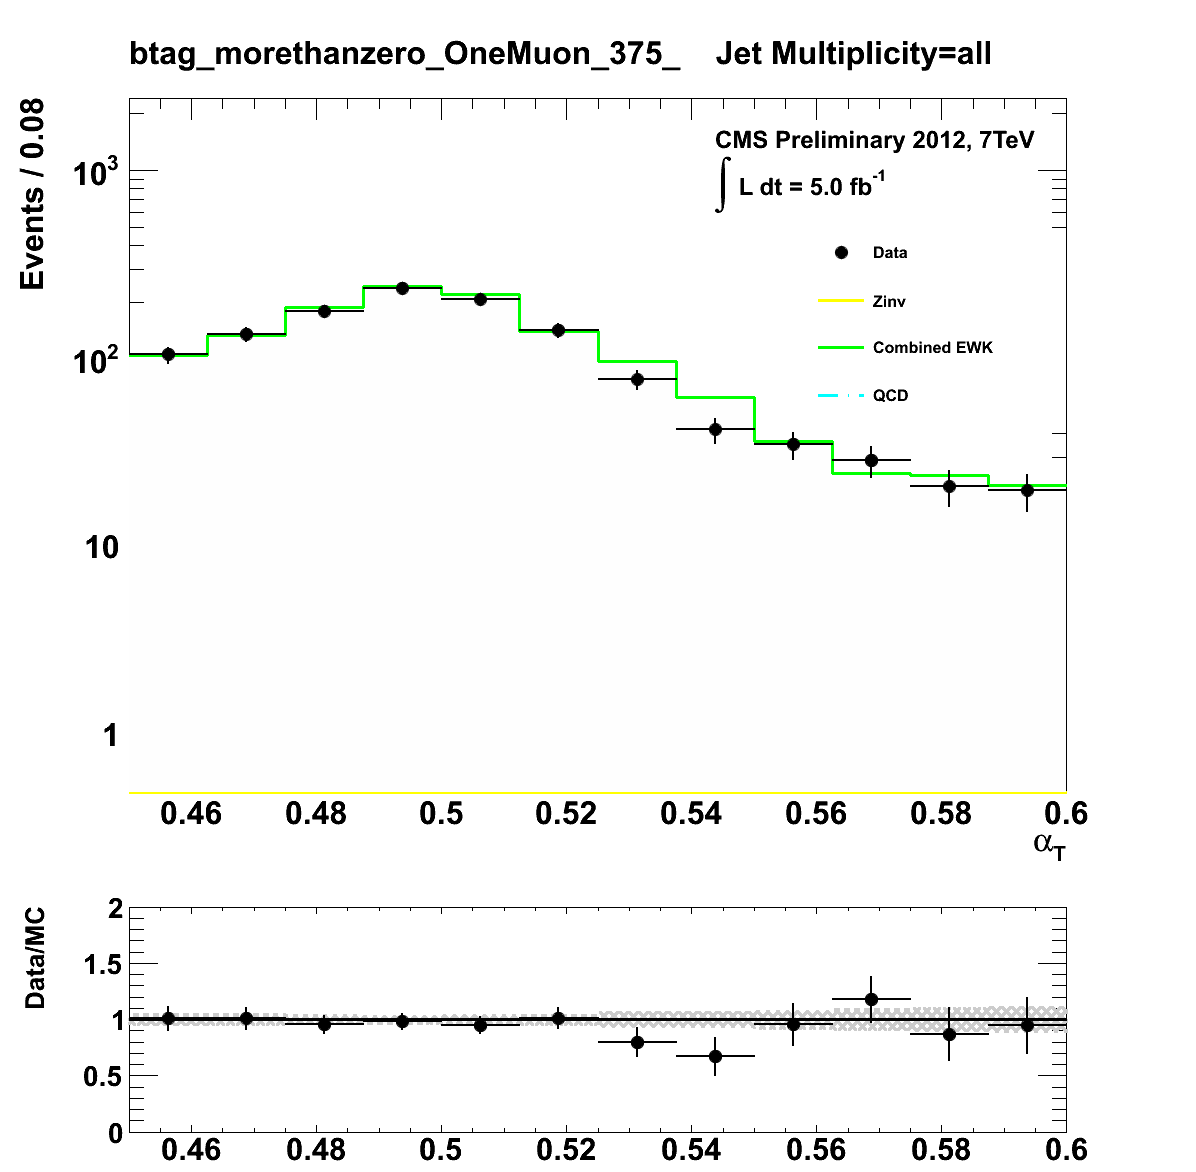 btag_morethanzero_OneMuon_375_ Jet Multiplicity=all
Events / 0.08
CMS Preliminary 2012, 7TeV
∫ L dt = 5.0 fb⁻¹
Data
Zinv
Combined EWK
QCD
10³
10²
10
1
0.46 0.48 0.5 0.52 0.54 0.56 0.58 0.6
αT
Data/MC
2
1.5
1
0.5
0
0.46 0.48 0.5 0.52 0.54 0.56 0.58 0.6